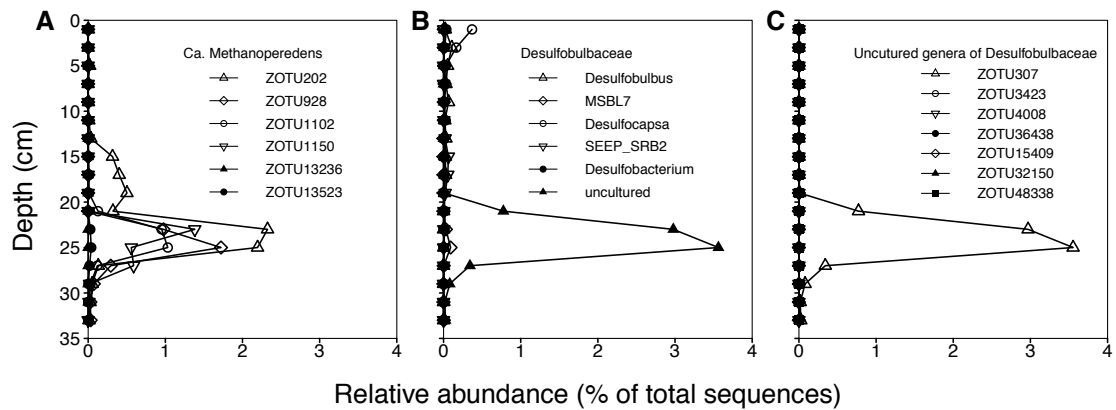 A
B
C
Ca. Methanoperedens
ZOTU202
ZOTU928
ZOTU1102
ZOTU1150
ZOTU13236
ZOTU13523
Desulfobulbaceae
Desulfobulbus
MSBL7
Desulfocapsa
SEEP_SRB2
Desulfobacterium
uncultured
Uncutured genera of Desulfobulbaceae
ZOTU307
ZOTU3423
ZOTU4008
ZOTU36438
ZOTU15409
ZOTU32150
ZOTU48338
Depth (cm)
0
5
10
15
20
25
30
35
0 1 2 3 4
0 1 2 3 4
0 1 2 3 4
Relative abundance (% of total sequences)